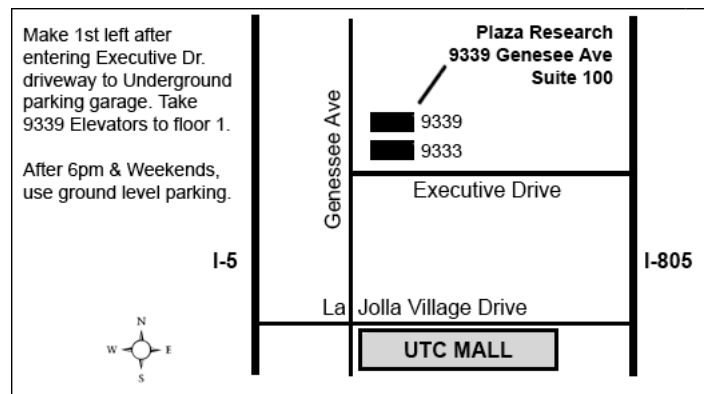 Make 1st left after
entering Executive Dr.
driveway to Underground
parking garage. Take
9339 Elevators to floor 1.
After 6pm & Weekends,
use ground level parking.
Plaza Research
9339 Genesee Ave
Suite 100
Genessee Ave
9339
9333
Executive Drive
I-5
I-805
La Jolla Village Drive
UTC MALL
N
W E
S